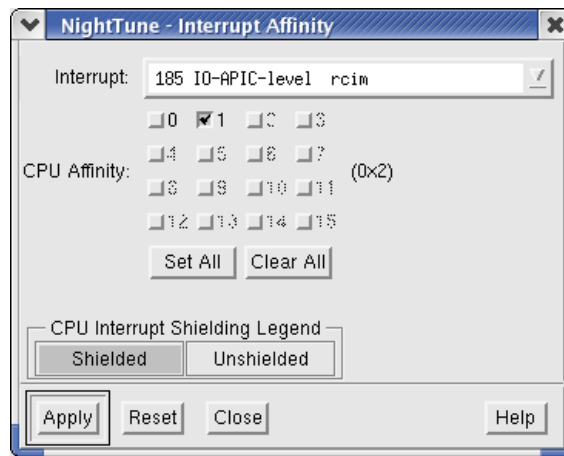 NightTune - Interrupt Affinity
Interrupt: 185 IO-APIC-level rcim
0 1 2 3
4 5 6 7
CPU Affinity: (0x2)
8 9 10 11
12 13 14 15
Set All Clear All
CPU Interrupt Shielding Legend
Shielded Unshielded
Apply Reset Close Help